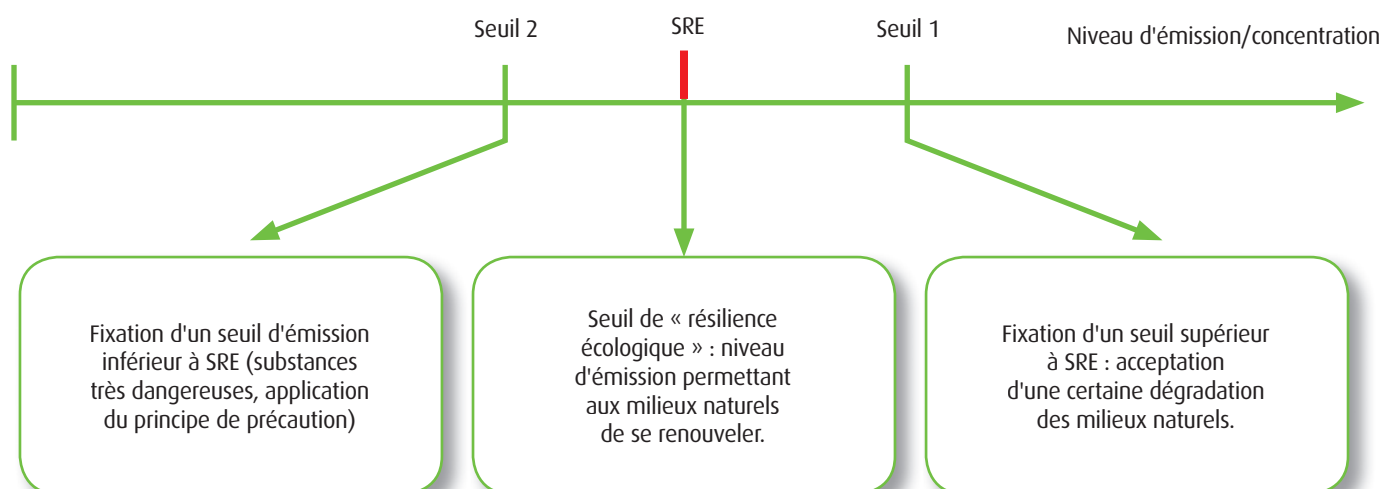 Seuil 2
SRE
Seuil 1
Niveau d'émission/concentration
Fixation d'un seuil d'émission
inférieur à SRE (substances
très dangereuses, application
du principe de précaution)
Seuil de « résilience
écologique » : niveau
d'émission permettant
aux milieux naturels
de se renouveler.
Fixation d'un seuil supérieur
à SRE : acceptation
d'une certaine dégradation
des milieux naturels.